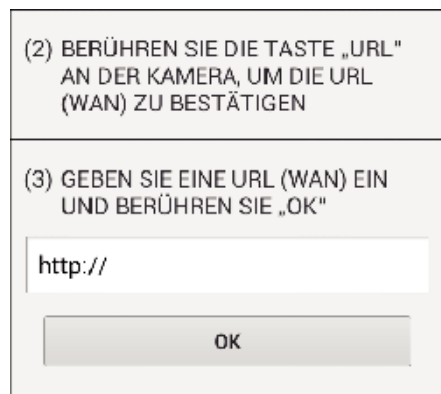 (2) BERÜHREN SIE DIE TASTE „URL"
AN DER KAMERA, UM DIE URL
(WAN) ZU BESTÄTIGEN
(3) GEBEN SIE EINE URL (WAN) EIN
UND BERÜHREN SIE „OK"
http://
OK